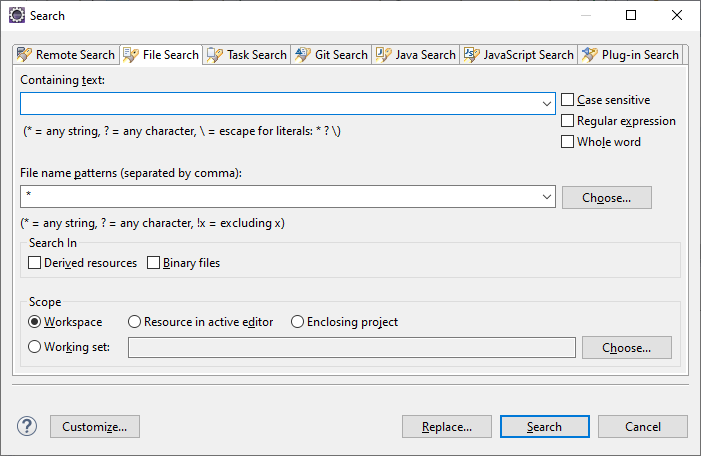 Search
Remote Search File Search Task Search Git Search Java Search JavaScript Search Plug-in Search
Containing text:
Case sensitive
(* = any string, ? = any character, \ = escape for literals: * ? \)
Regular expression
Whole word
File name patterns (separated by comma):
*
Choose...
(* = any string, ? = any character, !x = excluding x)
Search In
Derived resources Binary files
Scope
Workspace Resource in active editor Enclosing project
Working set: Choose...
? Customize... Replace... Search Cancel